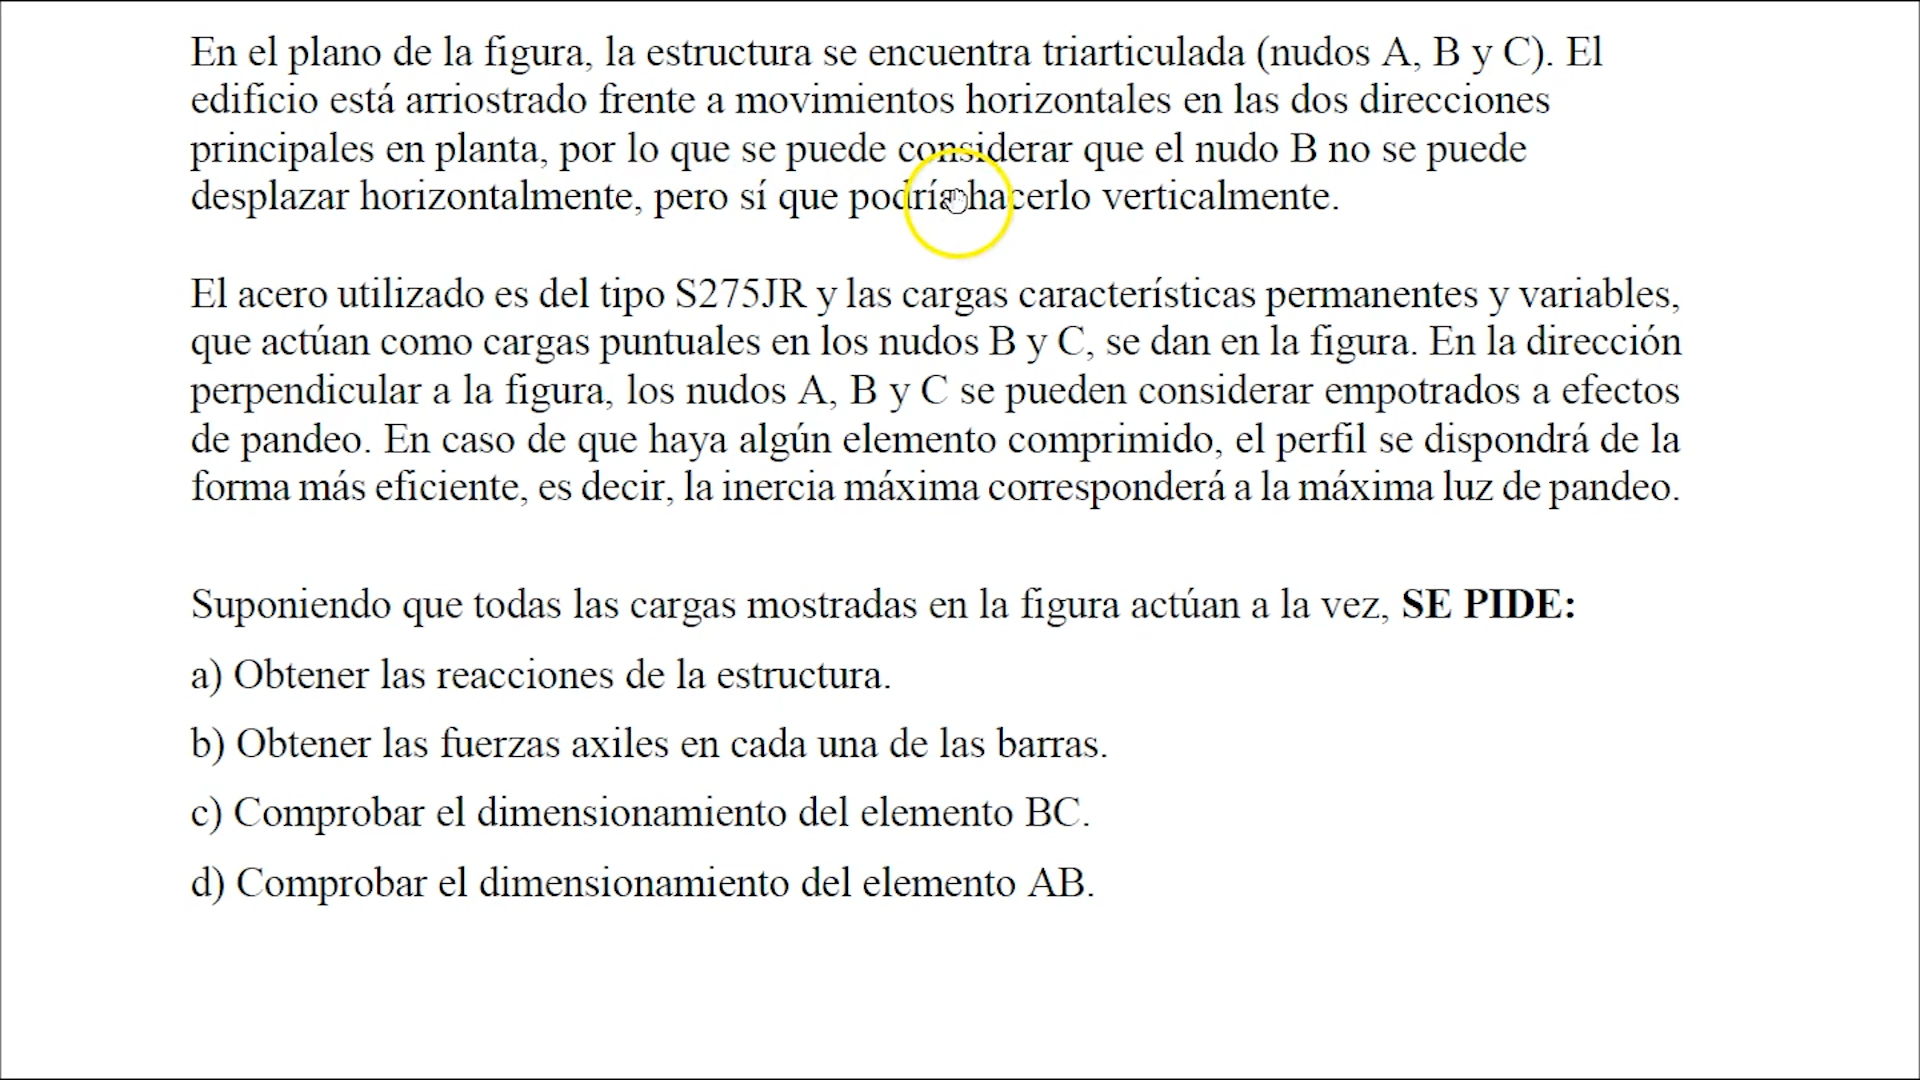 En el plano de la figura, la estructura se encuentra triarticulada (nudos A, B y C). El
edificio está arriostrado frente a movimientos horizontales en las dos direcciones
principales en planta, por lo que se puede considerar que el nudo B no se puede
desplazar horizontalmente, pero sí que podría hacerlo verticalmente.
El acero utilizado es del tipo S275JR y las cargas características permanentes y variables,
que actúan como cargas puntuales en los nudos B y C, se dan en la figura. En la dirección
perpendicular a la figura, los nudos A, B y C se pueden considerar empotrados a efectos
de pandeo. En caso de que haya algún elemento comprimido, el perfil se dispondrá de la
forma más eficiente, es decir, la inercia máxima corresponderá a la máxima luz de pandeo.
Suponiendo que todas las cargas mostradas en la figura actúan a la vez, SE PIDE:
a) Obtener las reacciones de la estructura.
b) Obtener las fuerzas axiles en cada una de las barras.
c) Comprobar el dimensionamiento del elemento BC.
d) Comprobar el dimensionamiento del elemento AB.